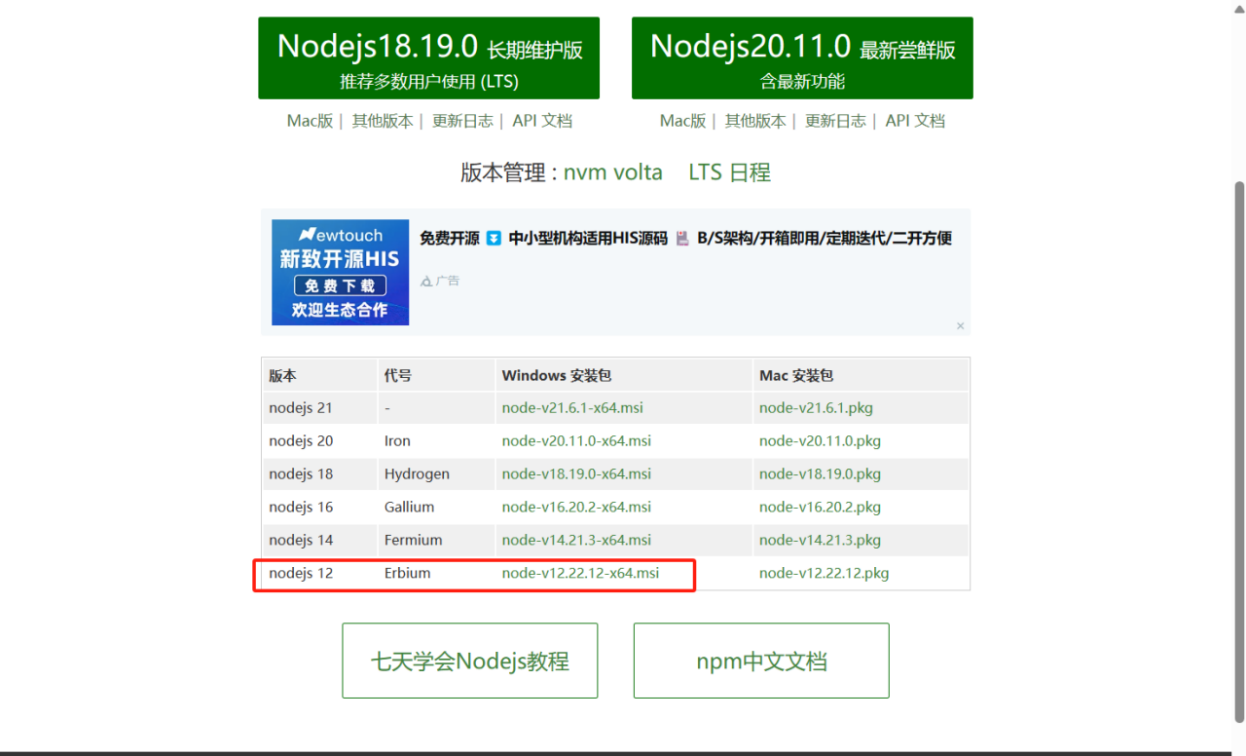 Nodejs18.19.0 长期维护版
推荐多数用户使用 (LTS)
Nodejs20.11.0 最新尝鲜版
含最新功能
Mac版 | 其他版本 | 更新日志 | API 文档
Mac版 | 其他版本 | 更新日志 | API 文档
版本管理 : nvm volta LTS 日程
Newtouch
新致开源HIS
免费下载
欢迎生态合作
免费开源 中小型机构适用HIS源码 B/S架构/开箱即用/定期迭代/二开方便
广告
版本 代号 Windows 安装包 Mac 安装包
nodejs 21 - node-v21.6.1-x64.msi node-v21.6.1.pkg
nodejs 20 Iron node-v20.11.0-x64.msi node-v20.11.0.pkg
nodejs 18 Hydrogen node-v18.19.0-x64.msi node-v18.19.0.pkg
nodejs 16 Gallium node-v16.20.2-x64.msi node-v16.20.2.pkg
nodejs 14 Fermium node-v14.21.3-x64.msi node-v14.21.3.pkg
nodejs 12 Erbium node-v12.22.12-x64.msi node-v12.22.12.pkg
七天学会Nodejs教程
npm中文文档